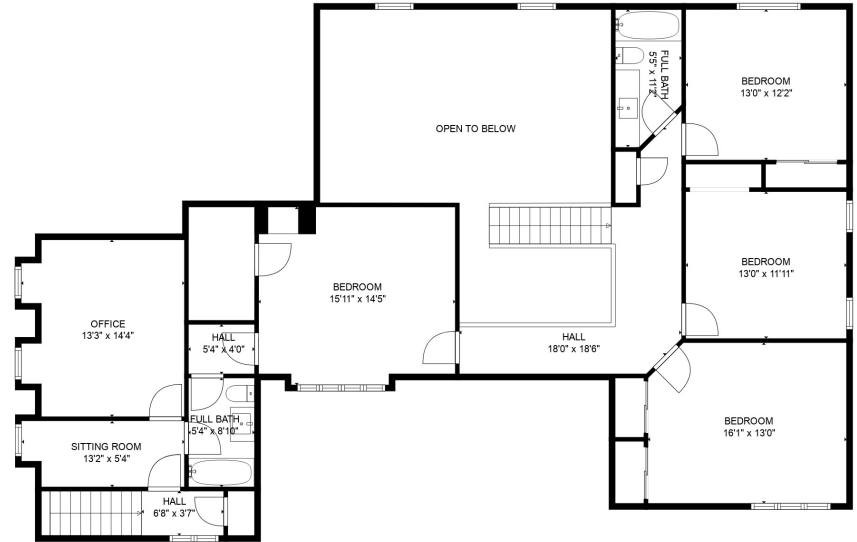 FULL BATH
5'5" x 11'2"
BEDROOM
13'0" x 12'2"
OPEN TO BELOW
BEDROOM
13'0" x 11'11"
BEDROOM
15'11" x 14'5"
OFFICE
13'3" x 14'4"
HALL
5'4" x 4'0"
HALL
18'0" x 18'6"
FULL BATH
5'4" x 8'10"
BEDROOM
16'1" x 13'0"
SITTING ROOM
13'2" x 5'4"
HALL
6'8" x 3'7"